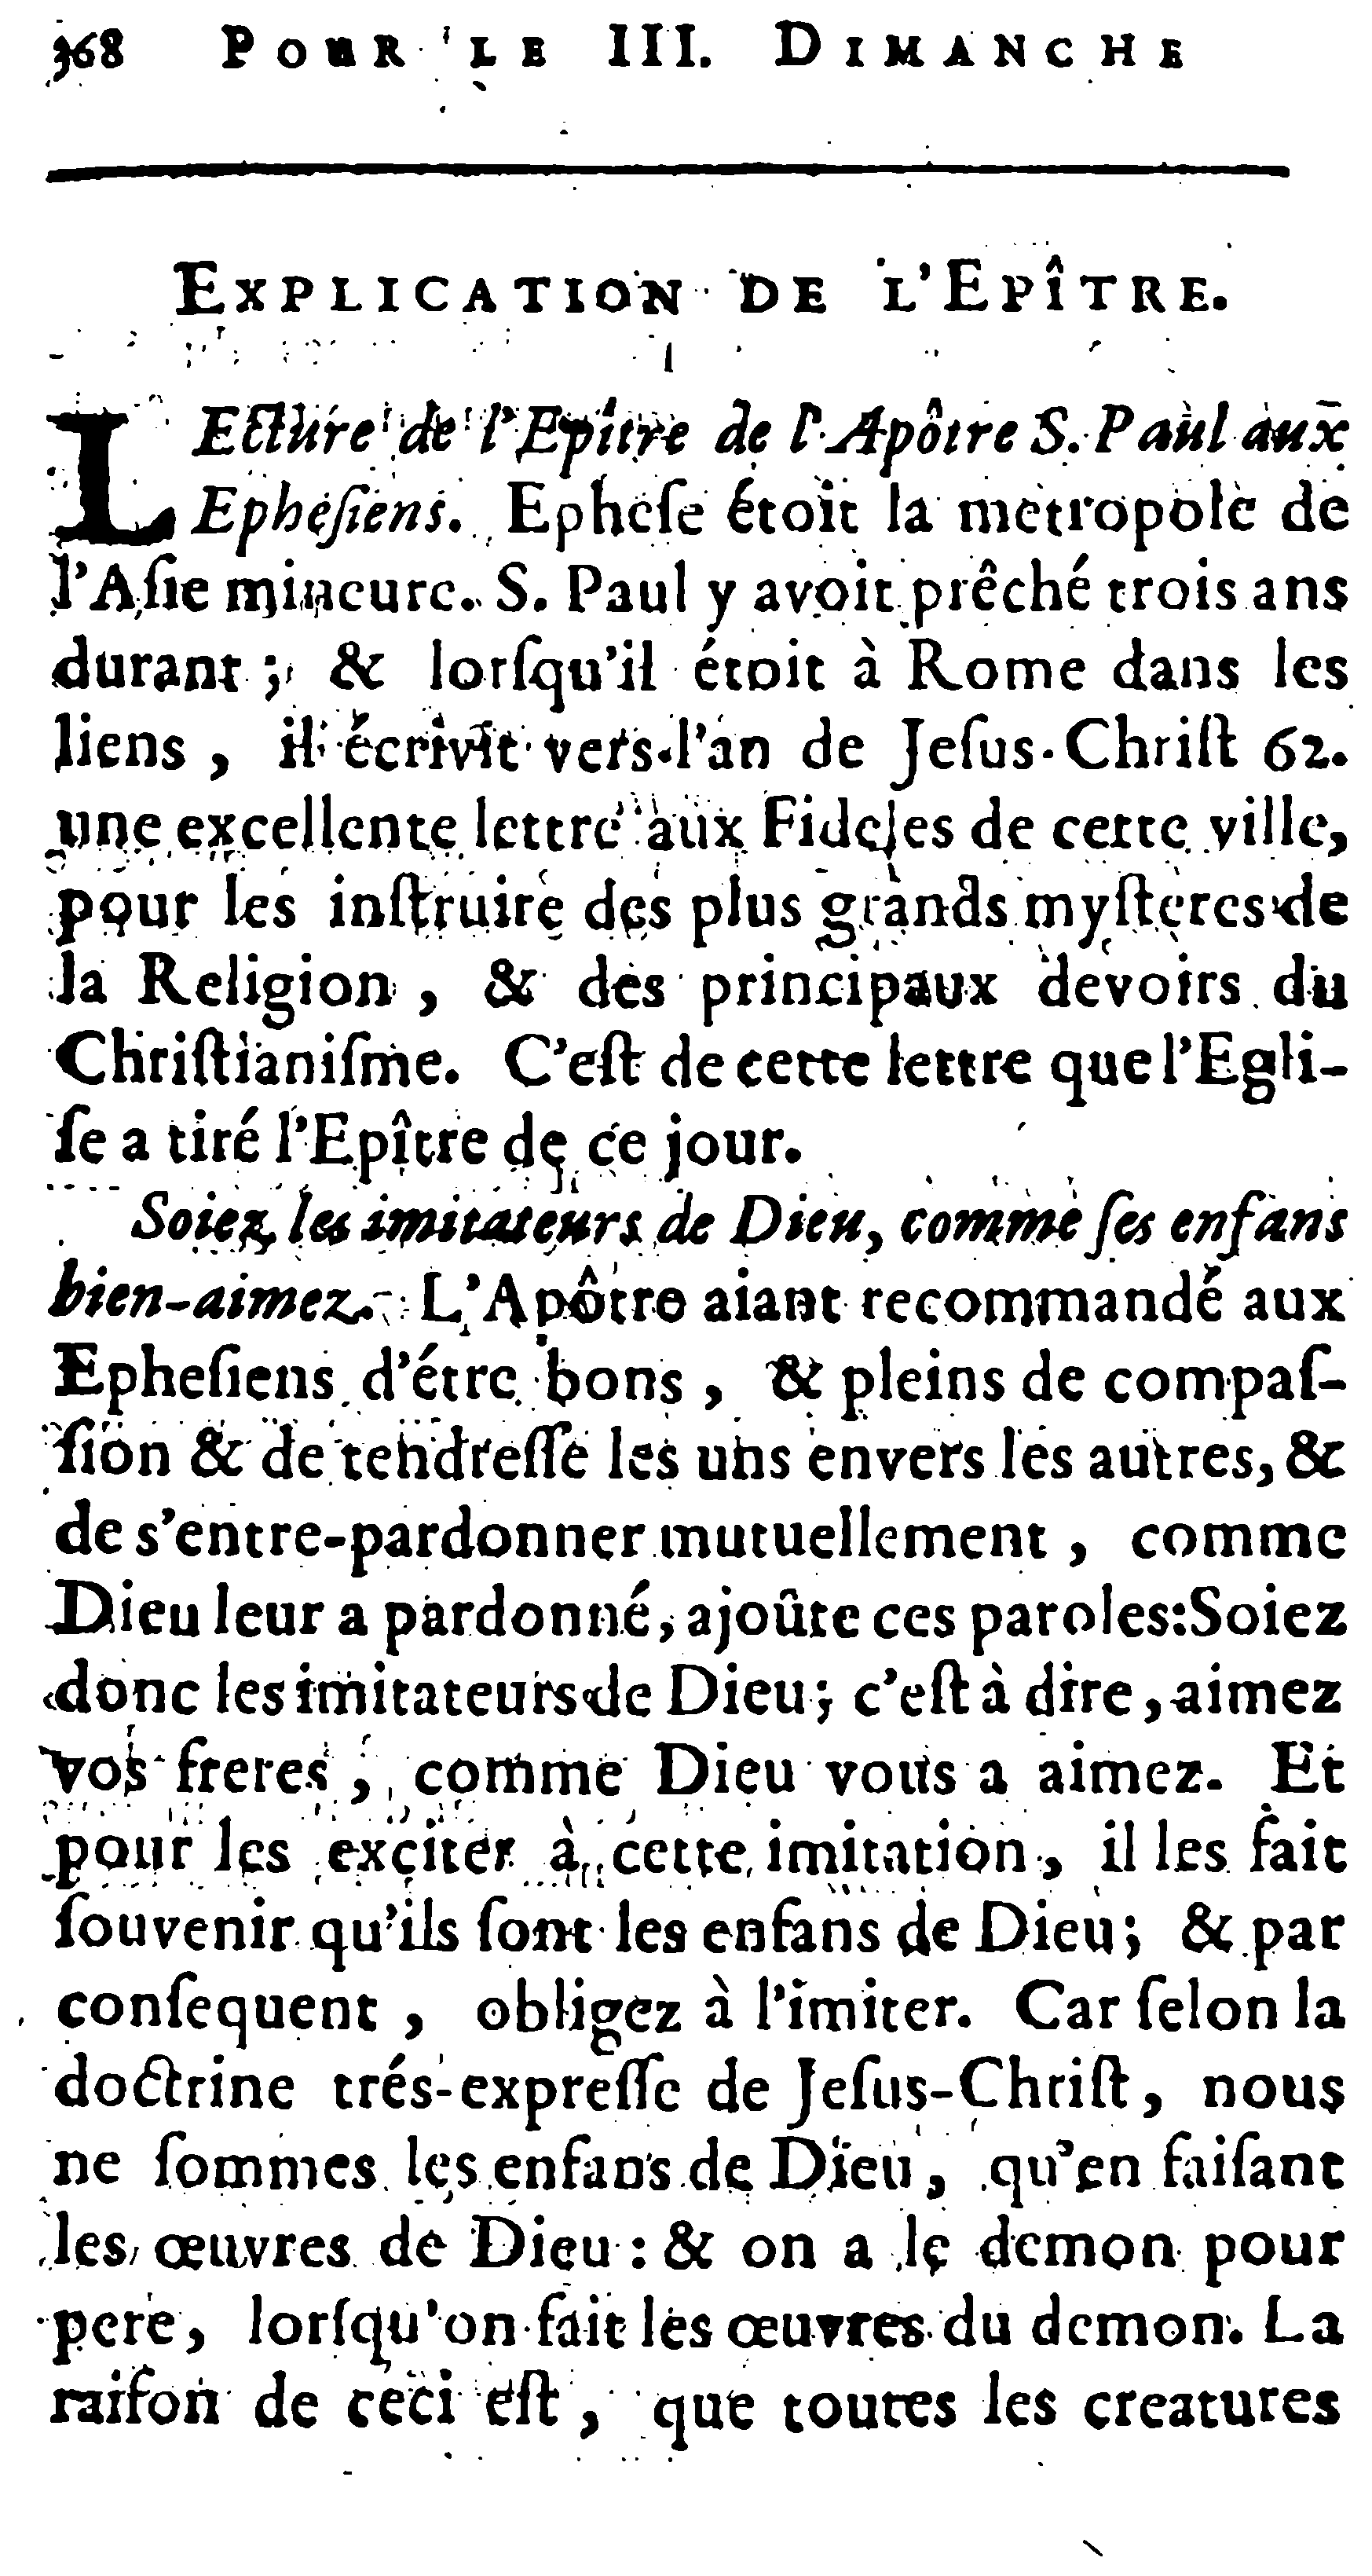 368 POUR LE III. DIMANCHE
EXPLICATION DE L'EPÎTRE.
LEcture de l'Epître de l'Apôtre S. Paul aux
Ephesiens. Ephese étoit la metropole de
l'Aſie mineure. S. Paul y avoit prêché trois ans
durant ; & lorſqu'il étoit à Rome dans les
liens , il écrivit vers l'an de Jeſus-Chriſt 62.
une excellente lettre aux Fideles de cette ville,
pour les inſtruire des plus grands myſteres de
la Religion , & des principaux devoirs du
Chriſtianiſme. C'eſt de cette lettre que l'Egli-
ſe a tiré l'Epître de ce jour.
Soiez les imitateurs de Dieu, comme ſes enfans
bien-aimez. L'Apôtre aiant recommandé aux
Epheſiens d'étre bons , & pleins de compaſ-
ſion & de tendreſſe les uns envers les autres, &
de s'entre-pardonner mutuellement , comme
Dieu leur a pardonné, ajoûte ces paroles:Soiez
donc les imitateurs de Dieu; c'eſt à dire, aimez
vos freres , comme Dieu vous a aimez. Et
pour les exciter à cette imitation , il les fait
ſouvenir qu'ils ſont les enfans de Dieu; & par
conſequent , obligez à l'imiter. Car ſelon la
doctrine trés-expreſſe de Jeſus-Chriſt, nous
ne ſommes les enfans de Dieu, qu'en faiſant
les œuvres de Dieu : & on a le demon pour
pere, lorſqu'on fait les œuvres du demon. La
raiſon de ceci eſt , que toutes les creatures